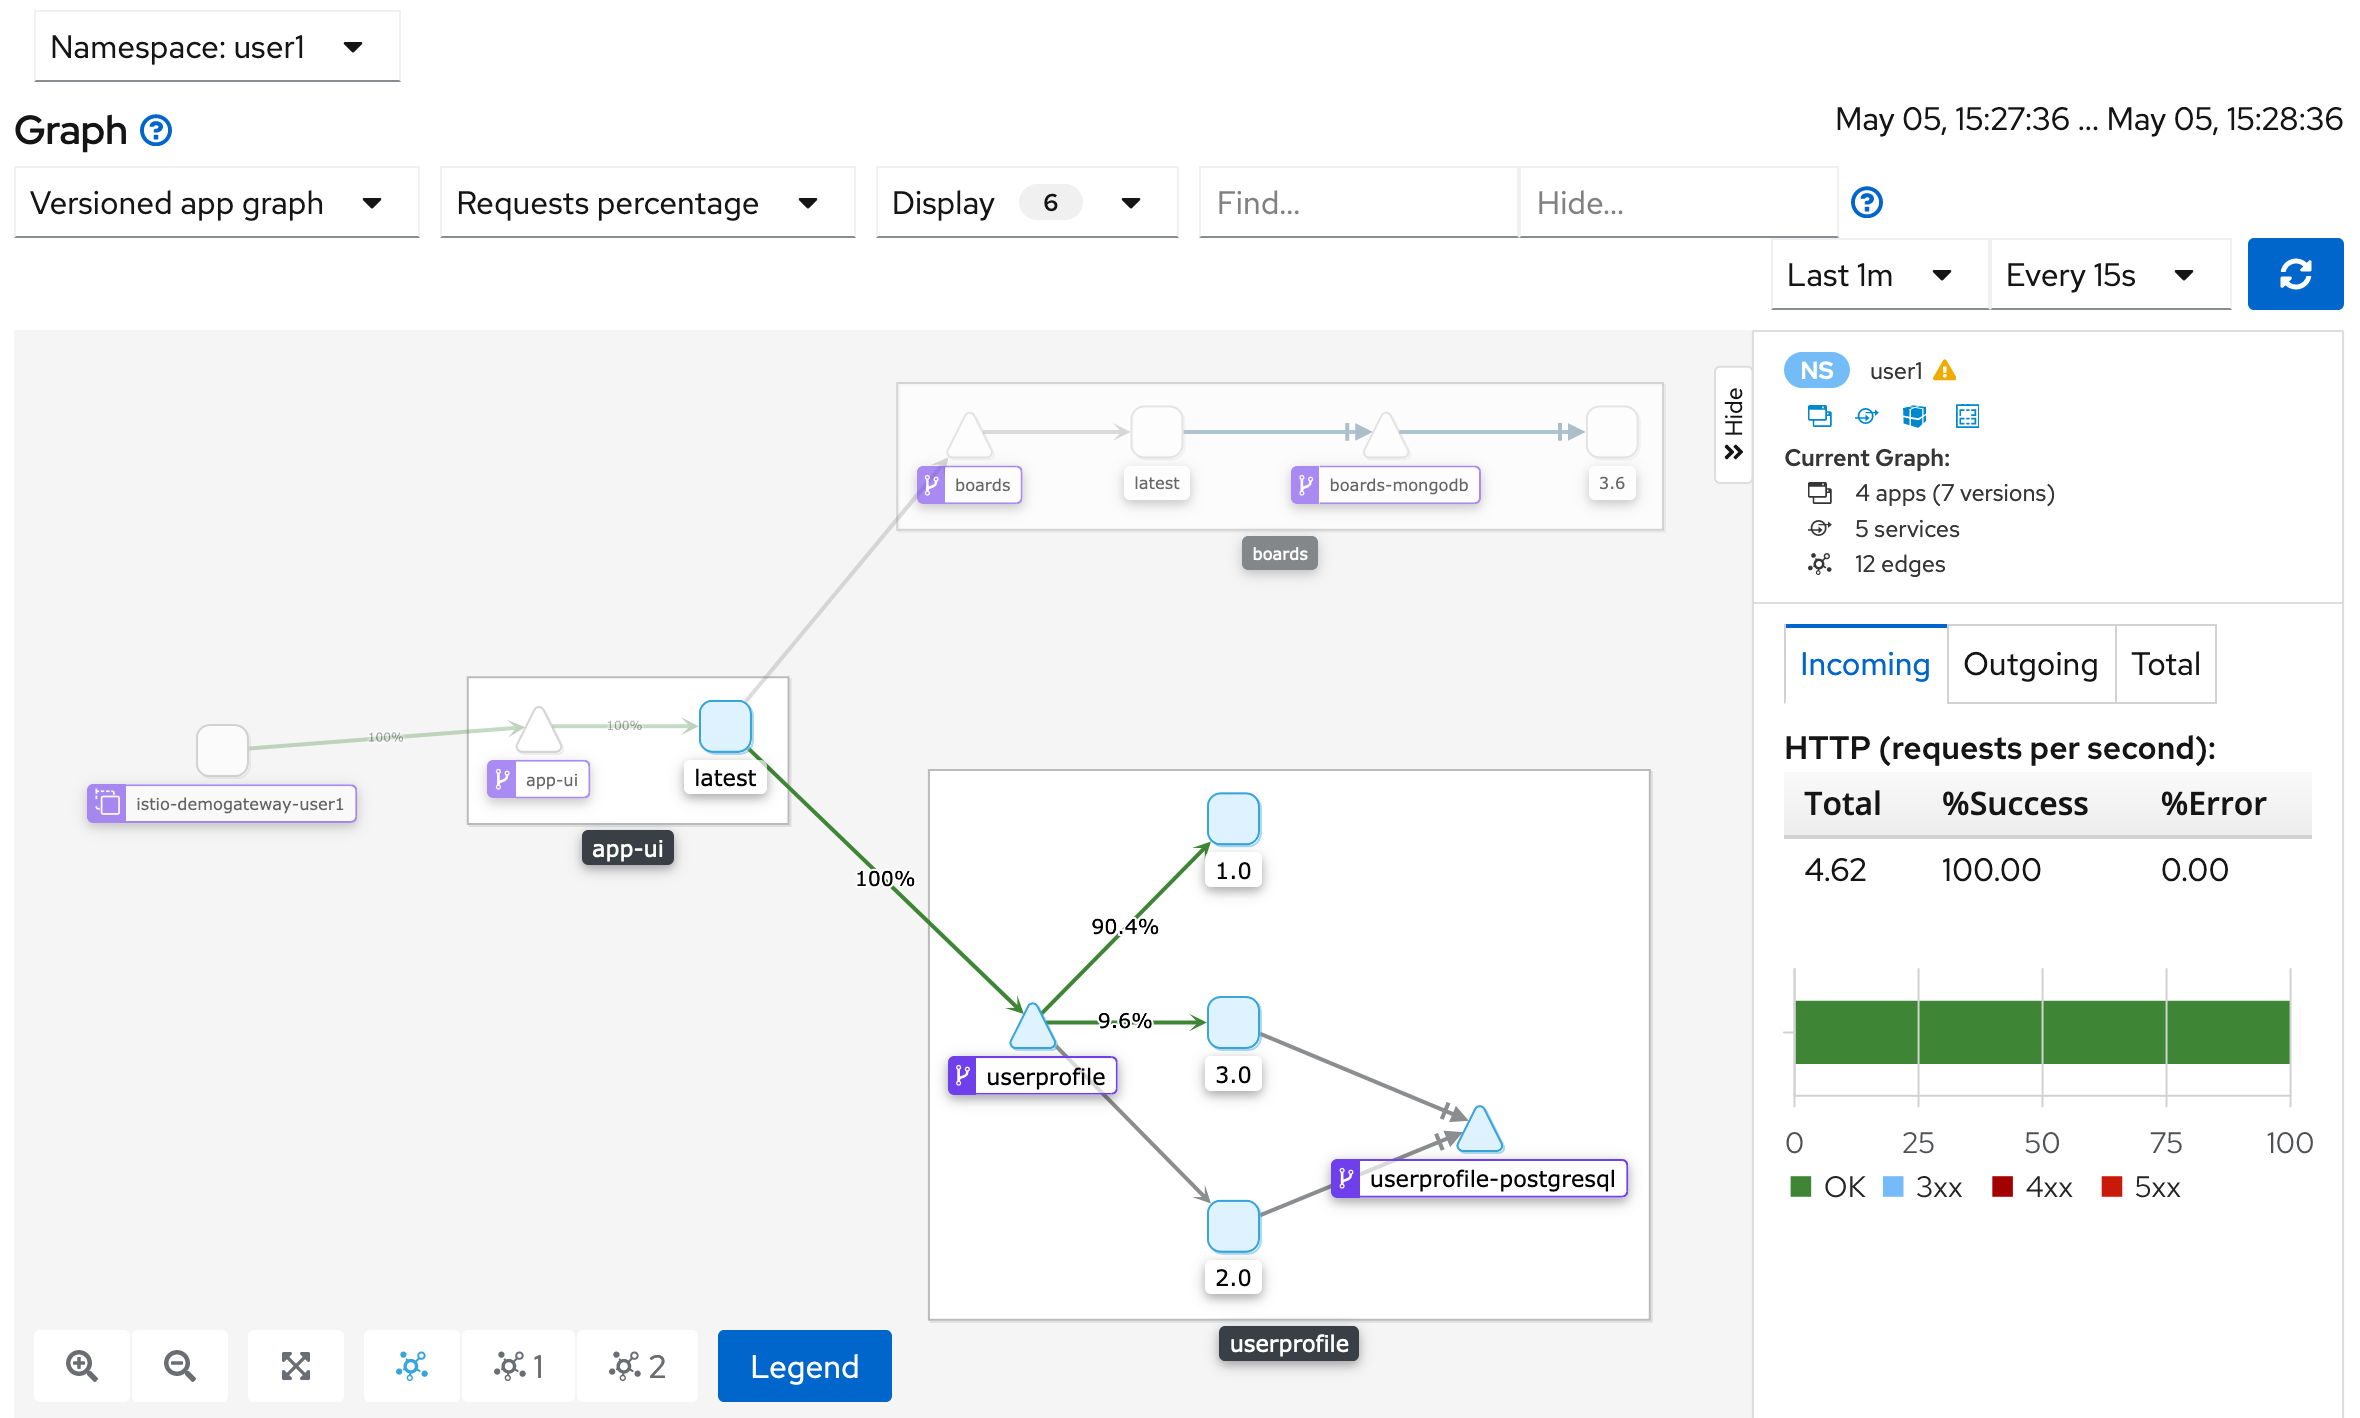 Namespace: user1
Graph
May 05, 15:27:36 ... May 05, 15:28:36
Versioned app graph
Requests percentage
Display 6
Find...
Hide...
Last 1m
Every 15s
Hide
boards
latest
boards-mongodb
3.6
boards
100%
100%
istio-demogateway-user1
app-ui
latest
app-ui
100%
1.0
90.4%
9.6%
userprofile
3.0
userprofile-postgresql
2.0
userprofile
1
2
Legend
NS user1
Current Graph:
4 apps (7 versions)
5 services
12 edges
Incoming
Outgoing
Total
HTTP (requests per second):
Total %Success %Error
4.62 100.00 0.00
0 25 50 75 100
OK 3xx 4xx 5xx